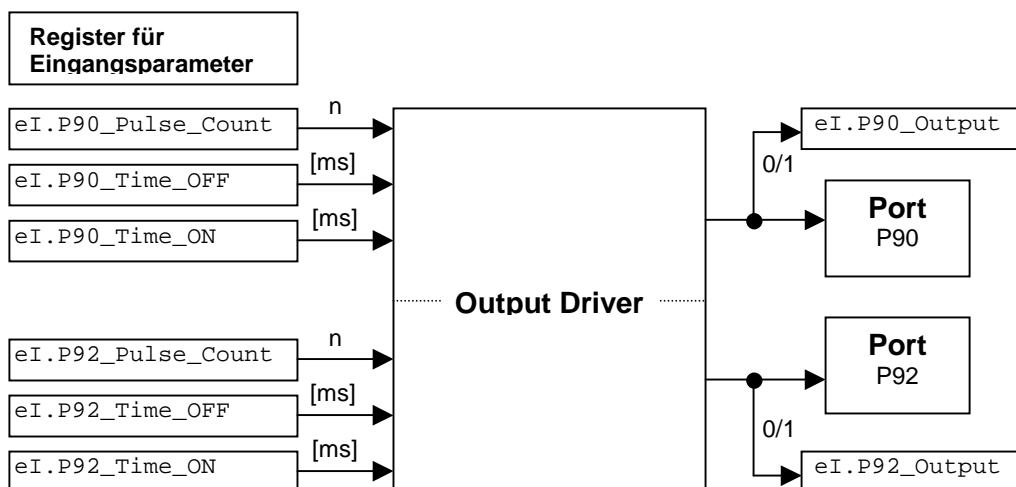 Register für
Eingangsparameter
n
eI.P90_Pulse_Count
[ms]
eI.P90_Time_OFF
[ms]
eI.P90_Time_ON
n
eI.P92_Pulse_Count
[ms]
eI.P92_Time_OFF
[ms]
eI.P92_Time_ON
Output Driver
eI.P90_Output
0/1
Port
P90
Port
P92
0/1
eI.P92_Output